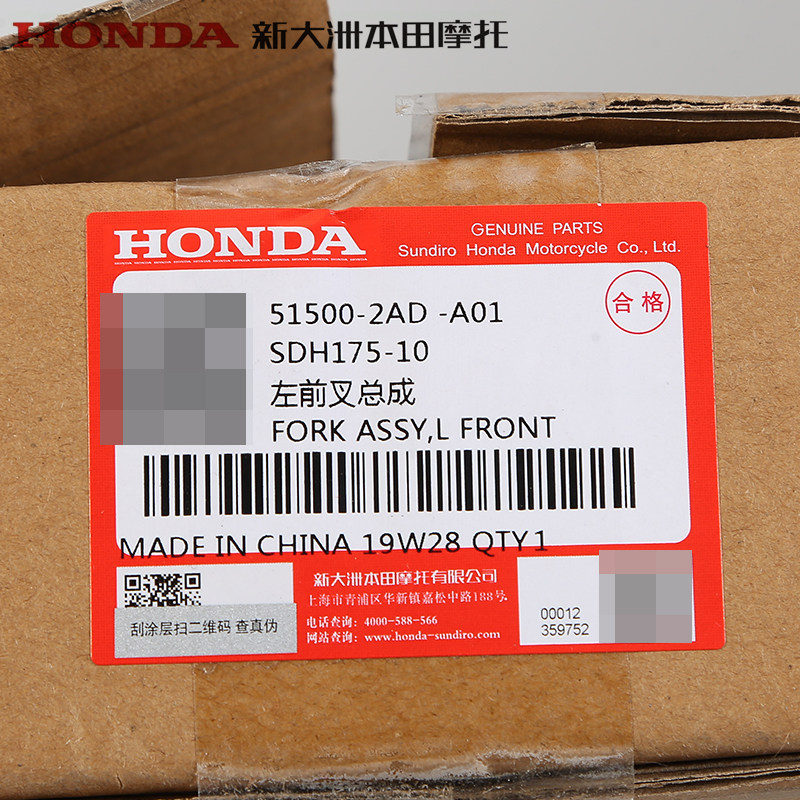 HONDA 新大洲本田摩托
HONDA
GENUINE PARTS
Sundiro Honda Motorcycle Co., Ltd.
合格
51500-2AD -A01
SDH175-10
左前叉总成
FORK ASSY,L FRONT
MADE IN CHINA 19W28 QTY1
刮涂层扫二维码 查真伪
新大洲本田摩托有限公司
上海市青浦区华新镇嘉松中路188号
电话查询：4000-588-566
网站查询：www.honda-sundiro.com
00012
359752